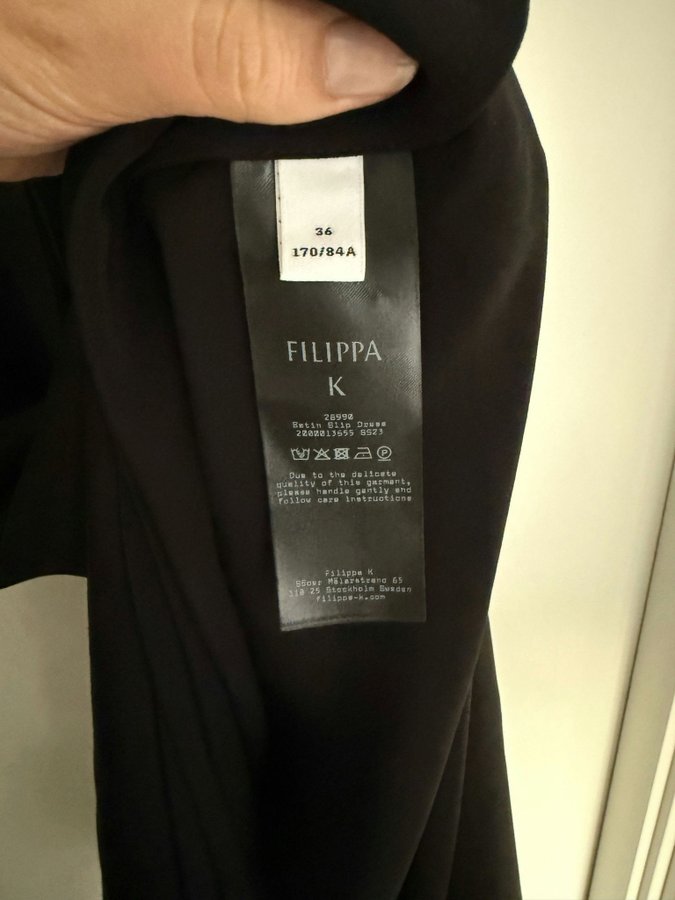 36
170/84A
FILIPPA
K
28990
Satin Slip Dress
2000013655 SS23
Due to the delicate
quality of this garment,
please handle gently and
follow care instructions
Filippa K
Söder Mälarstrand 65
118 25 Stockholm Sweden
filippa-k.com